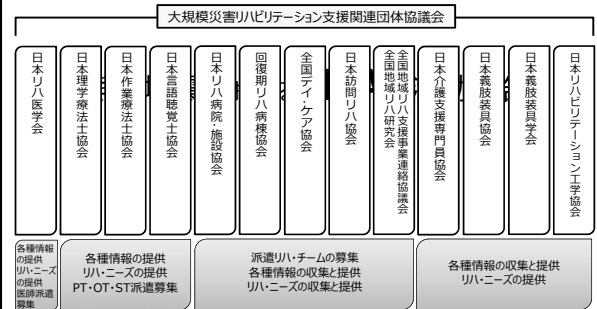 大規模災害リハビリテーション支援関連団体協議会
日本リハ医学会
日本理学療法士協会
日本作業療法士協会
日本言語聴覚士協会
日本リハ病院・施設協会
回復期リハ病棟協会
全国デイ・ケア協会
日本訪問リハ協会
全国地域リハ支援事業連絡協議会
全国地域リハ研究会
日本介護支援専門員協会
日本義肢装具協会
日本義肢装具学会
日本リハビリテーション工学協会
各種情報
の提供
リハ・ニーズ
の提供
医師派遣
募集
各種情報の提供
リハ・ニーズの提供
PT・OT・ST派遣募集
派遣リハ・チームの募集
各種情報の収集と提供
リハ・ニーズの収集と提供
各種情報の収集と提供
リハ・ニーズの提供